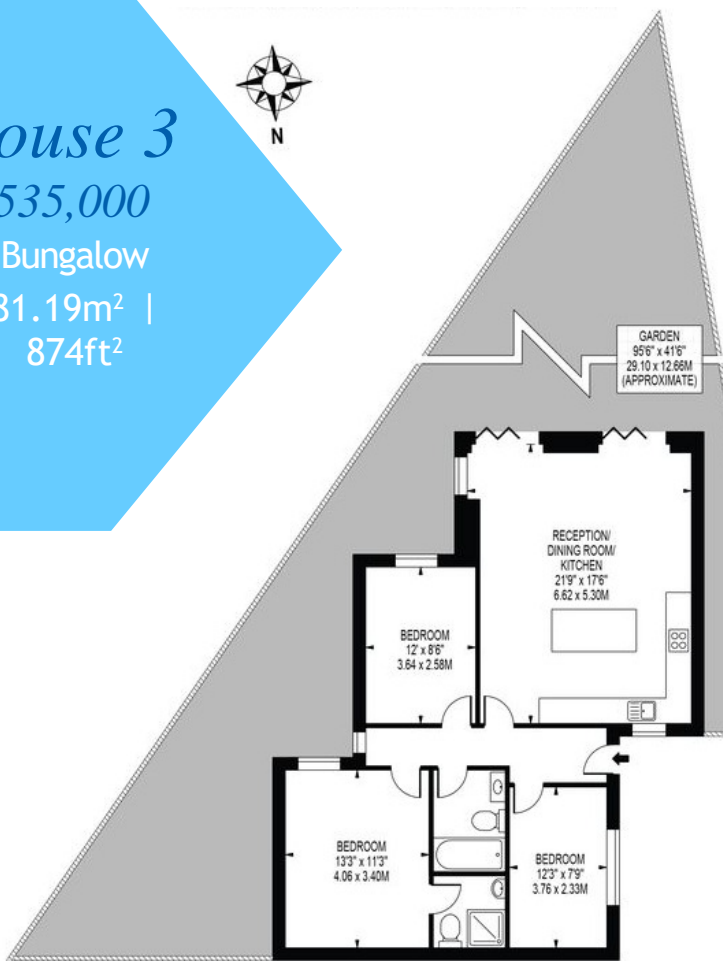 ouse 3
535,000
Bungalow
81.19m² |
874ft²
N
GARDEN
95'6" x 41'6"
29.10 x 12.66M
(APPROXIMATE)
RECEPTION/
DINING ROOM/
KITCHEN
21'9" x 17'6"
6.62 x 5.30M
BEDROOM
12' x 8'6"
3.64 x 2.58M
BEDROOM
13'3" x 11'3"
4.06 x 3.40M
BEDROOM
12'3" x 7'9"
3.76 x 2.33M